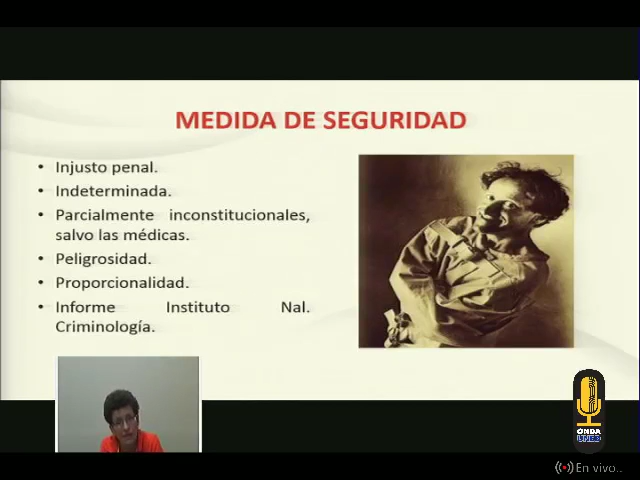 MEDIDA DE SEGURIDAD
• Injusto penal.
• Indeterminada.
• Parcialmente inconstitucionales,
salvo las médicas.
• Peligrosidad.
• Proporcionalidad.
• Informe Instituto Nal.
Criminología.
ONDA
UNED
En vivo..